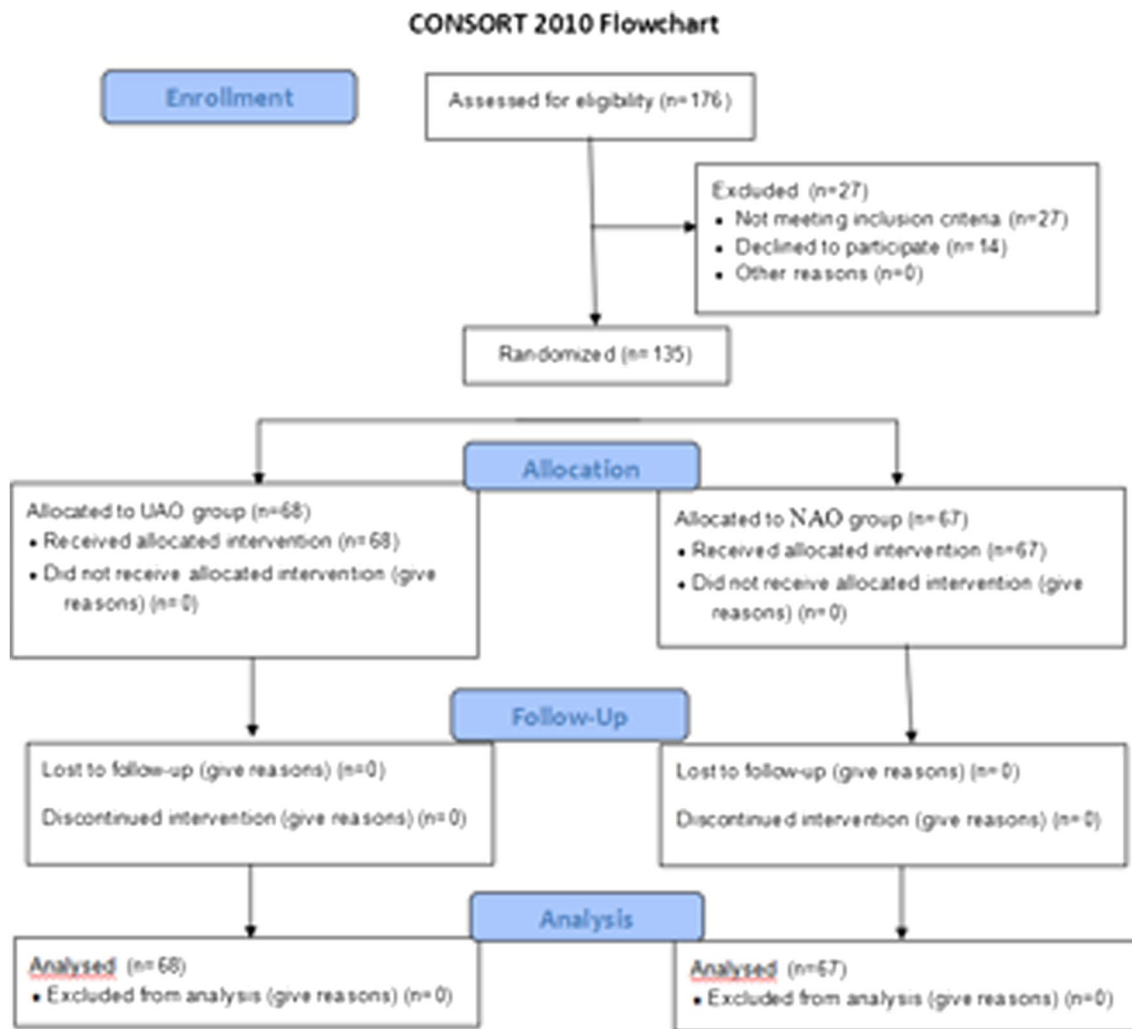 CONSORT 2010 Flowchart
Enrollment
Assessed for eligibility (n=176)
Excluded (n=27)
• Not meeting inclusion criteria (n=27)
• Declined to participate (n=14)
• Other reasons (n=0)
Randomized (n=135)
Allocation
Allocated to UAO group (n=68)
• Received allocated intervention (n=68)
• Did not receive allocated intervention (give
reasons) (n=0)
Allocated to NAO group (n=67)
• Received allocated intervention (n=67)
• Did not receive allocated intervention (give
reasons) (n=0)
Follow-Up
Lost to follow-up (give reasons) (n=0)
Discontinued intervention (give reasons) (n=0)
Lost to follow-up (give reasons) (n=0)
Discontinued intervention (give reasons) (n=0)
Analysis
Analysed (n=68)
• Excluded from analysis (give reasons) (n=0)
Analysed (n=67)
• Excluded from analysis (give reasons) (n=0)